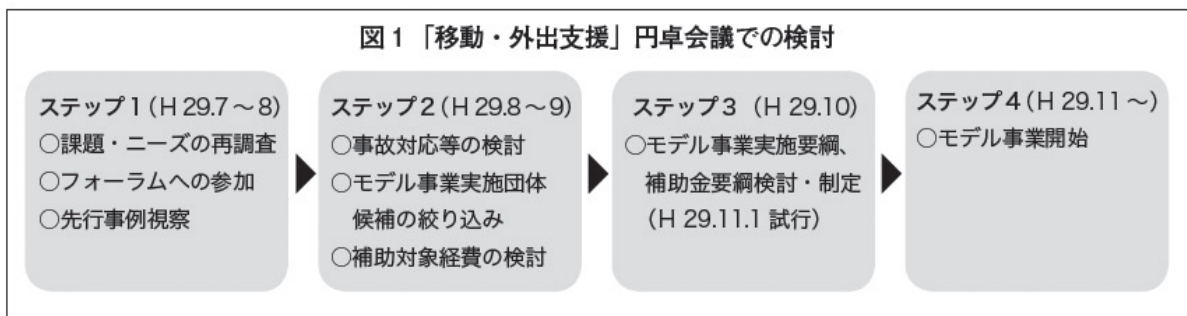 図1「移動・外出支援」円卓会議での検討
ステップ1(H 29.7~8)
○課題・ニーズの再調査
○フォーラムへの参加
○先行事例視察
ステップ2(H 29.8~9)
○事故対応等の検討
○モデル事業実施団体
候補の絞り込み
○補助対象経費の検討
ステップ3(H 29.10)
○モデル事業実施要綱、
補助金要綱検討・制定
(H 29.11.1 試行)
ステップ4(H 29.11~)
○モデル事業開始